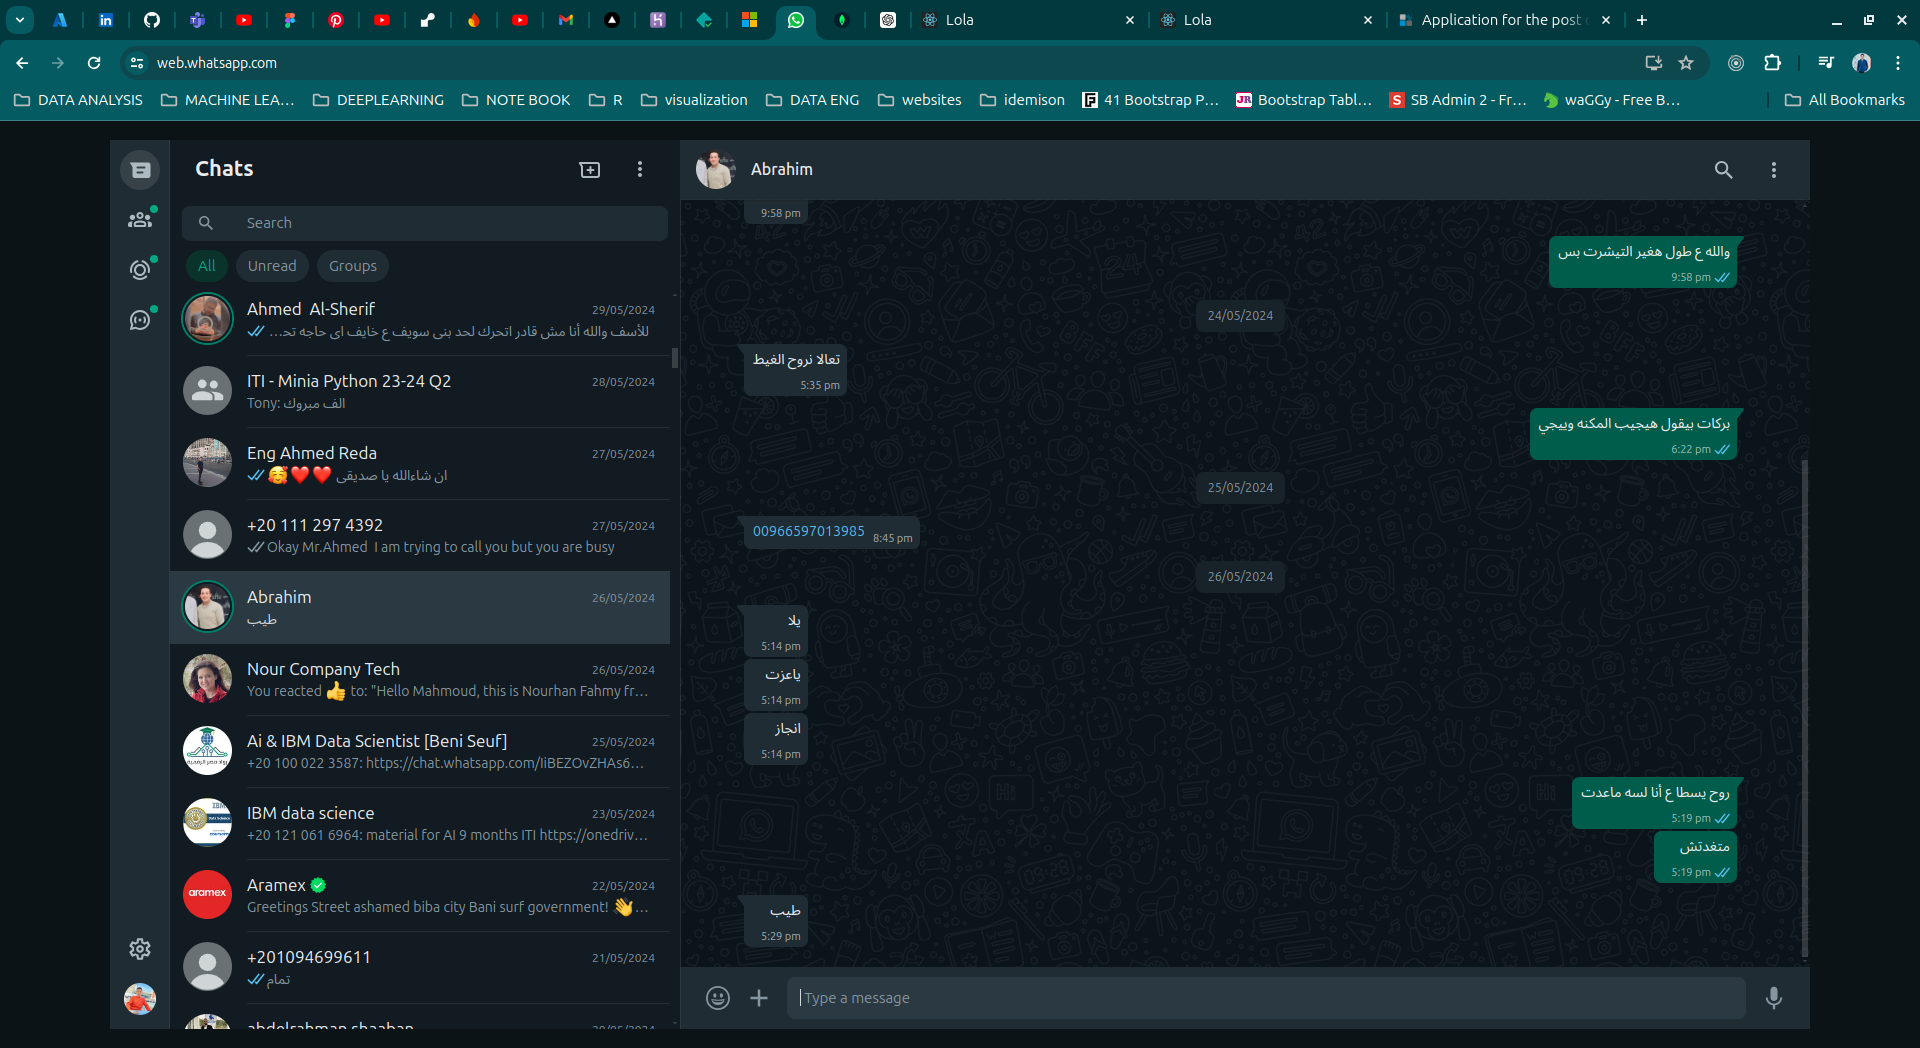 Lola
Lola
Application for the post
web.whatsapp.com
DATA ANALYSIS
MACHINE LEA...
DEEPLEARNING
NOTE BOOK
R
visualization
DATA ENG
websites
idemison
41 Bootstrap P...
Bootstrap Tabl...
SB Admin 2 - Fr...
waGGy - Free B...
All Bookmarks
Chats
Search
All
Unread
Groups
Ahmed Al-Sherif
29/05/2024
للأسف والله أنا مش قادر اتحرك لحد بنى سويف ع خايف اى حاجه تحـ...
ITI - Minia Python 23-24 Q2
28/05/2024
Tony: الف مبروك
Eng Ahmed Reda
27/05/2024
ان شاءالله يا صديقى ❤️❤️🥰
+20 111 297 4392
27/05/2024
Okay Mr.Ahmed I am trying to call you but you are busy
Abrahim
26/05/2024
طيب
Nour Company Tech
26/05/2024
You reacted 👍 to: "Hello Mahmoud, this is Nourhan Fahmy fr...
Ai & IBM Data Scientist [Beni Seuf]
25/05/2024
+20 100 022 3587: https://chat.whatsapp.com/IiBEZOvZHAs6...
IBM data science
23/05/2024
+20 121 061 6964: material for AI 9 months ITI https://onedriv...
aramex
Aramex
22/05/2024
Greetings Street ashamed biba city Bani surf government! 👋...
+201094699611
21/05/2024
تمام
abdelrahman shaaban
20/05/2024
Abrahim
9:58 pm
والله ع طول هغير التيشرت بس
9:58 pm
24/05/2024
تعالا نروح الغيط
5:35 pm
بركات بيقول هيجيب المكنه وييجي
6:22 pm
25/05/2024
00966597013985
8:45 pm
26/05/2024
يلا
5:14 pm
ياعزت
5:14 pm
انجاز
5:14 pm
روح يسطا ع أنا لسه ماعدت
5:19 pm
متغدتش
5:19 pm
طيب
5:29 pm
Type a message